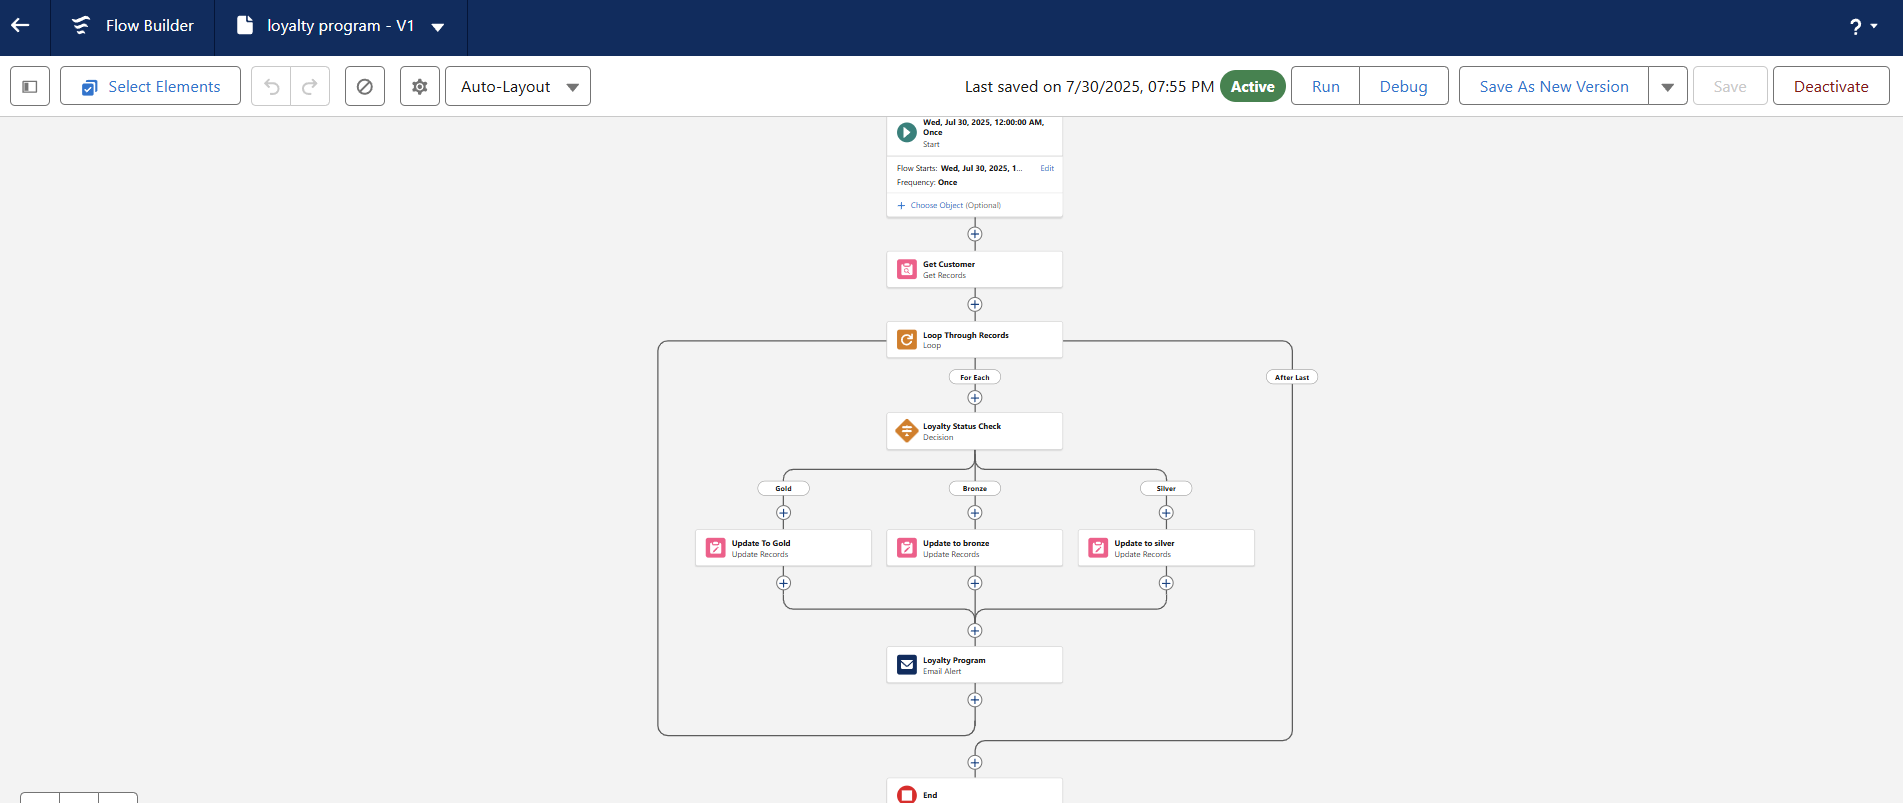 Flow Builder
loyalty program - V1
?
Select Elements
Auto-Layout
Last saved on 7/30/2025, 07:55 PM
Active
Run
Debug
Save As New Version
Save
Deactivate
Wed, Jul 30, 2025, 12:00:00 AM,
Once
Start
Flow Starts: Wed, Jul 30, 2025, 1...
Edit
Frequency: Once
Choose Object (Optional)
Get Customer
Get Records
Loop Through Records
Loop
For Each
After Last
Loyalty Status Check
Decision
Gold
Bronze
Silver
Update To Gold
Update Records
Update to bronze
Update Records
Update to silver
Update Records
Loyalty Program
Email Alert
End